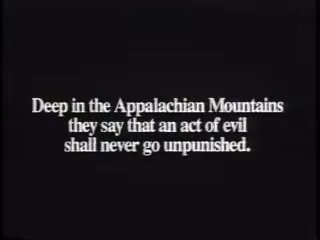 Deep in the Appalachian Mountains
they say that an act of evil
shall never go unpunished.